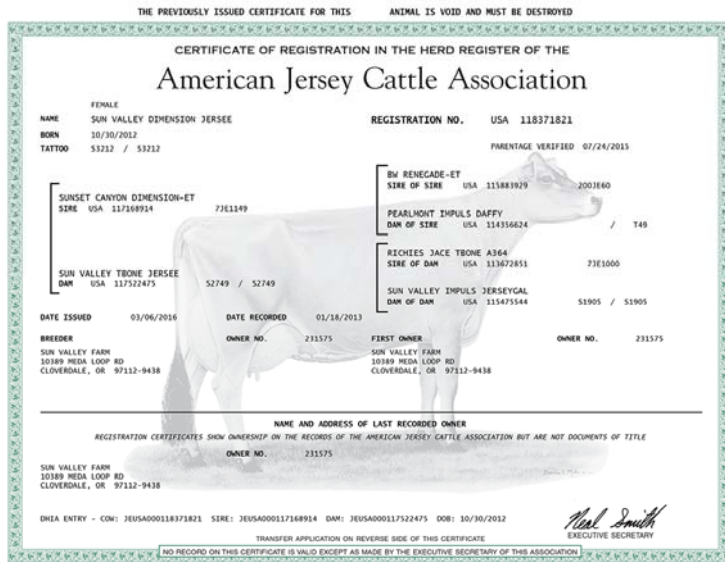 THE PREVIOUSLY ISSUED CERTIFICATE FOR THIS ANIMAL IS VOID AND MUST BE DESTROYED
CERTIFICATE OF REGISTRATION IN THE HERD REGISTER OF THE
American Jersey Cattle Association
FEMALE
NAME SUN VALLEY DIMENSION JERSEE REGISTRATION NO. USA 118371821
BORN 10/30/2012
TATTOO 53212 / 53212 PARENTAGE VERIFIED 07/24/2015
BW RENEGADE-ET
SIRE OF SIRE USA 115883929 200JE60
SUNSET CANYON DIMENSION-ET
SIRE USA 117168914 7JE1149
PEARLMONT IMPULS DAFFY
DAM OF SIRE USA 114356624 / T49
RICHIES JACE TBONE A364
SIRE OF DAM USA 113672851 7JE1000
SUN VALLEY TBONE JERSEE
DAM USA 117522475 52749 / 52749
SUN VALLEY IMPULS JERSEYGAL
DAM OF DAM USA 115475544 51905 / 51905
DATE ISSUED 03/06/2016 DATE RECORDED 01/18/2013
BREEDER OWNER NO. 231575 FIRST OWNER OWNER NO. 231575
SUN VALLEY FARM SUN VALLEY FARM
10389 MEDA LOOP RD 10389 MEDA LOOP RD
CLOVERDALE, OR 97112-9438 CLOVERDALE, OR 97112-9438
NAME AND ADDRESS OF LAST RECORDED OWNER
REGISTRATION CERTIFICATES SHOW OWNERSHIP ON THE RECORDS OF THE AMERICAN JERSEY CATTLE ASSOCIATION BUT ARE NOT DOCUMENTS OF TITLE
OWNER NO. 231575
SUN VALLEY FARM
10389 MEDA LOOP RD
CLOVERDALE, OR 97112-9438
DHIA ENTRY - COW: JEUSA000118371821 SIRE: JEUSA000117168914 DAM: JEUSA000117522475 DOB: 10/30/2012
Neal Smith
EXECUTIVE SECRETARY
TRANSFER APPLICATION ON REVERSE SIDE OF THIS CERTIFICATE
NO RECORD ON THIS CERTIFICATE IS VALID EXCEPT AS MADE BY THE EXECUTIVE SECRETARY OF THIS ASSOCIATION